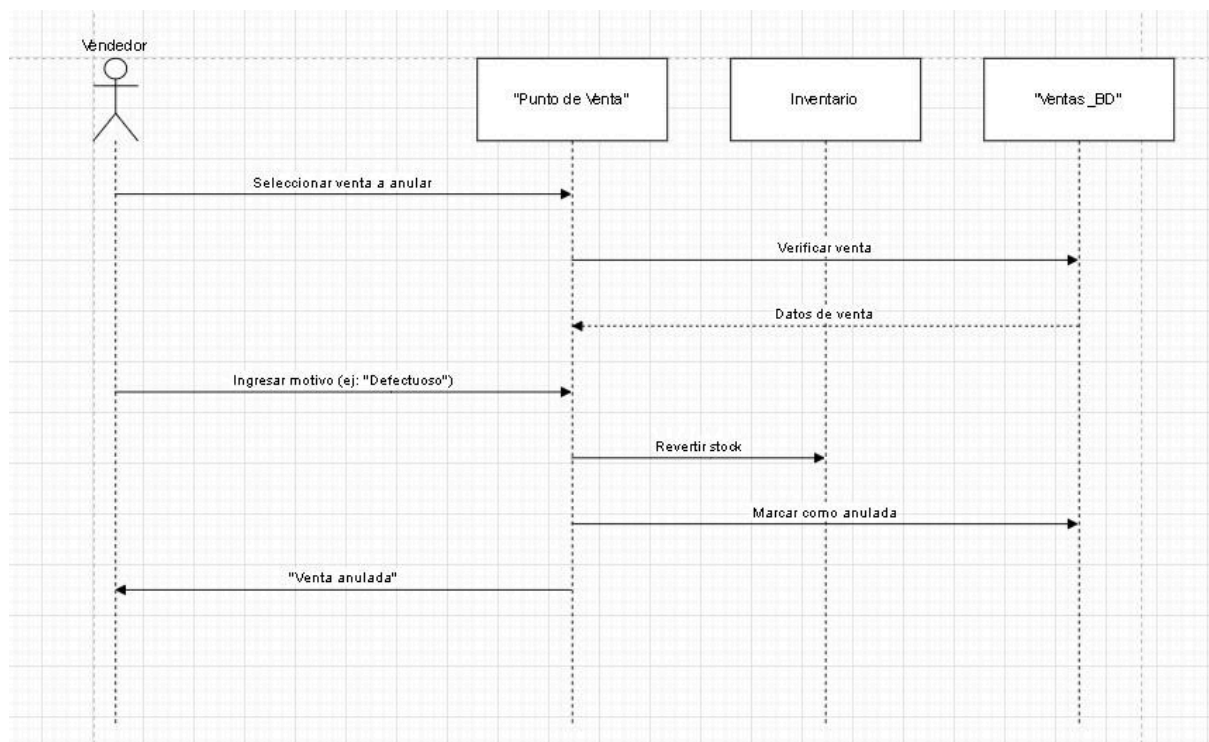 Vendedor
"Punto de Venta"
Inventario
"Ventas_BD"
Seleccionar venta a anular
Verificar venta
Datos de venta
Ingresar motivo (ej: "Defectuoso")
Revertir stock
Marcar como anulada
"Venta anulada"